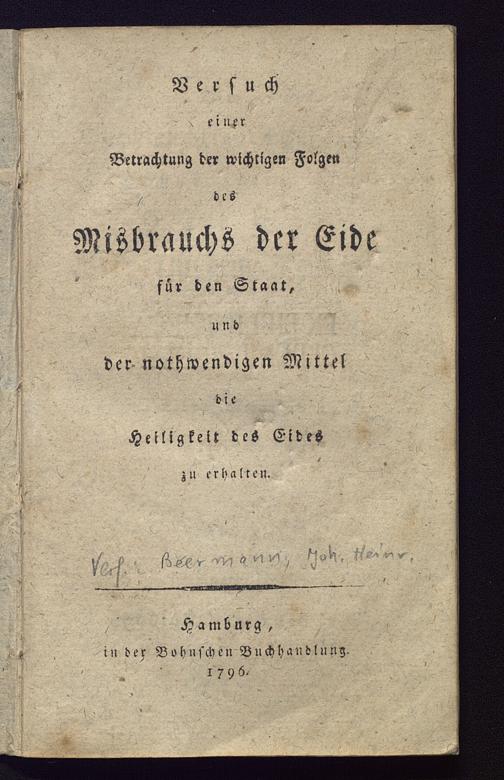 Versuch
einer
Betrachtung der wichtigen Folgen
des
Misbrauchs der Eide
für den Staat,
und
der nothwendigen Mittel
die
Heiligkeit des Eides
zu erhalten.
Verf.: Beermann, Joh. Heinr.
Hamburg,
in der Bohnschen Buchhandlung.
1796.